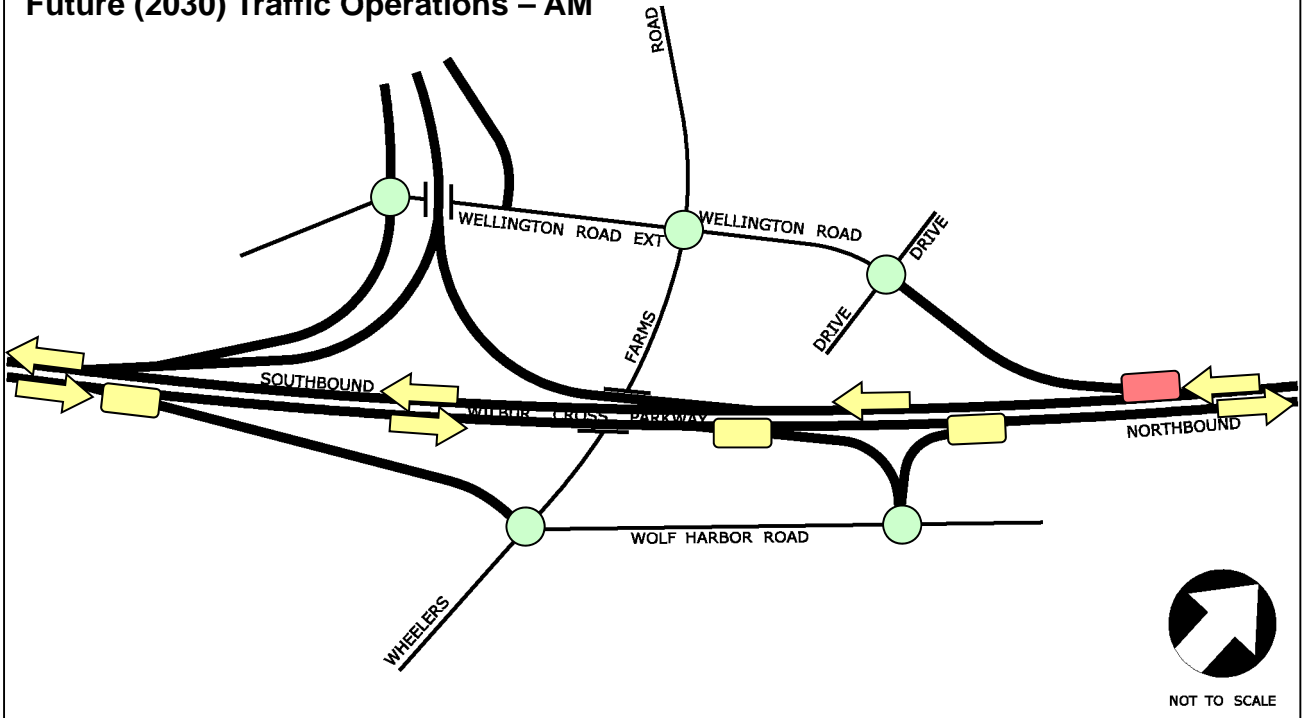 Future (2030) Traffic Operations – AM
ROAD
WELLINGTON ROAD EXT
WELLINGTON ROAD
DRIVE
DRIVE
FARMS
SOUTHBOUND
WILBUR CROSS PARKWAY
NORTHBOUND
WOLF HARBOR ROAD
WHEELERS
NOT TO SCALE